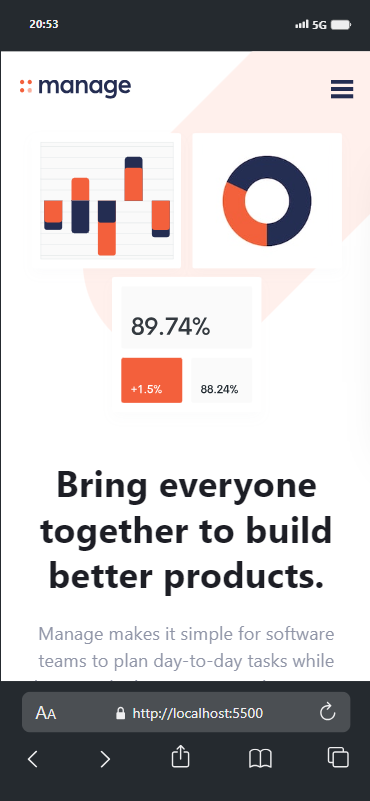 20:53
5G
manage
89.74%
+1.5%
88.24%
Bring everyone
together to build
better products.
Manage makes it simple for software
teams to plan day-to-day tasks while
AA
http://localhost:5500